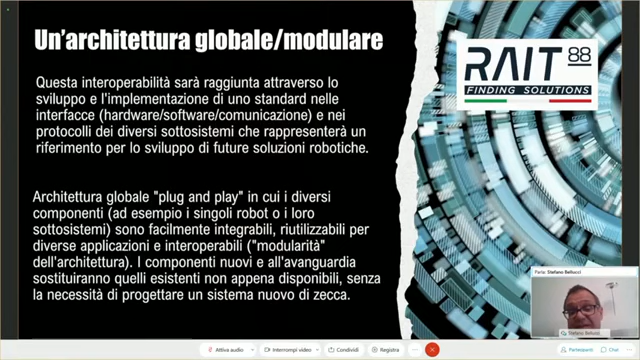 Un'architettura globale/modulare
RAIT 88
FINDING SOLUTIONS
Questa interoperabilità sarà raggiunta attraverso lo
sviluppo e l'implementazione di uno standard nelle
interfacce (hardware/software/comunicazione) e nei
protocolli dei diversi sottosistemi che rappresenterà un
riferimento per lo sviluppo di future soluzioni robotiche.
Architettura globale "plug and play" in cui i diversi
componenti (ad esempio i singoli robot o i loro
sottosistemi) sono facilmente integrabili, riutilizzabili per
diverse applicazioni e interoperabili ("modularità"
dell'architettura). I componenti nuovi e all'avanguardia
sostituiranno quelli esistenti non appena disponibili, senza
la necessità di progettare un sistema nuovo di zecca.
Parla: Stefano Bellucci
Stefano Bellucci
Attiva audio
Interrompi video
Condividi
Registra
Partecipanti
Chat